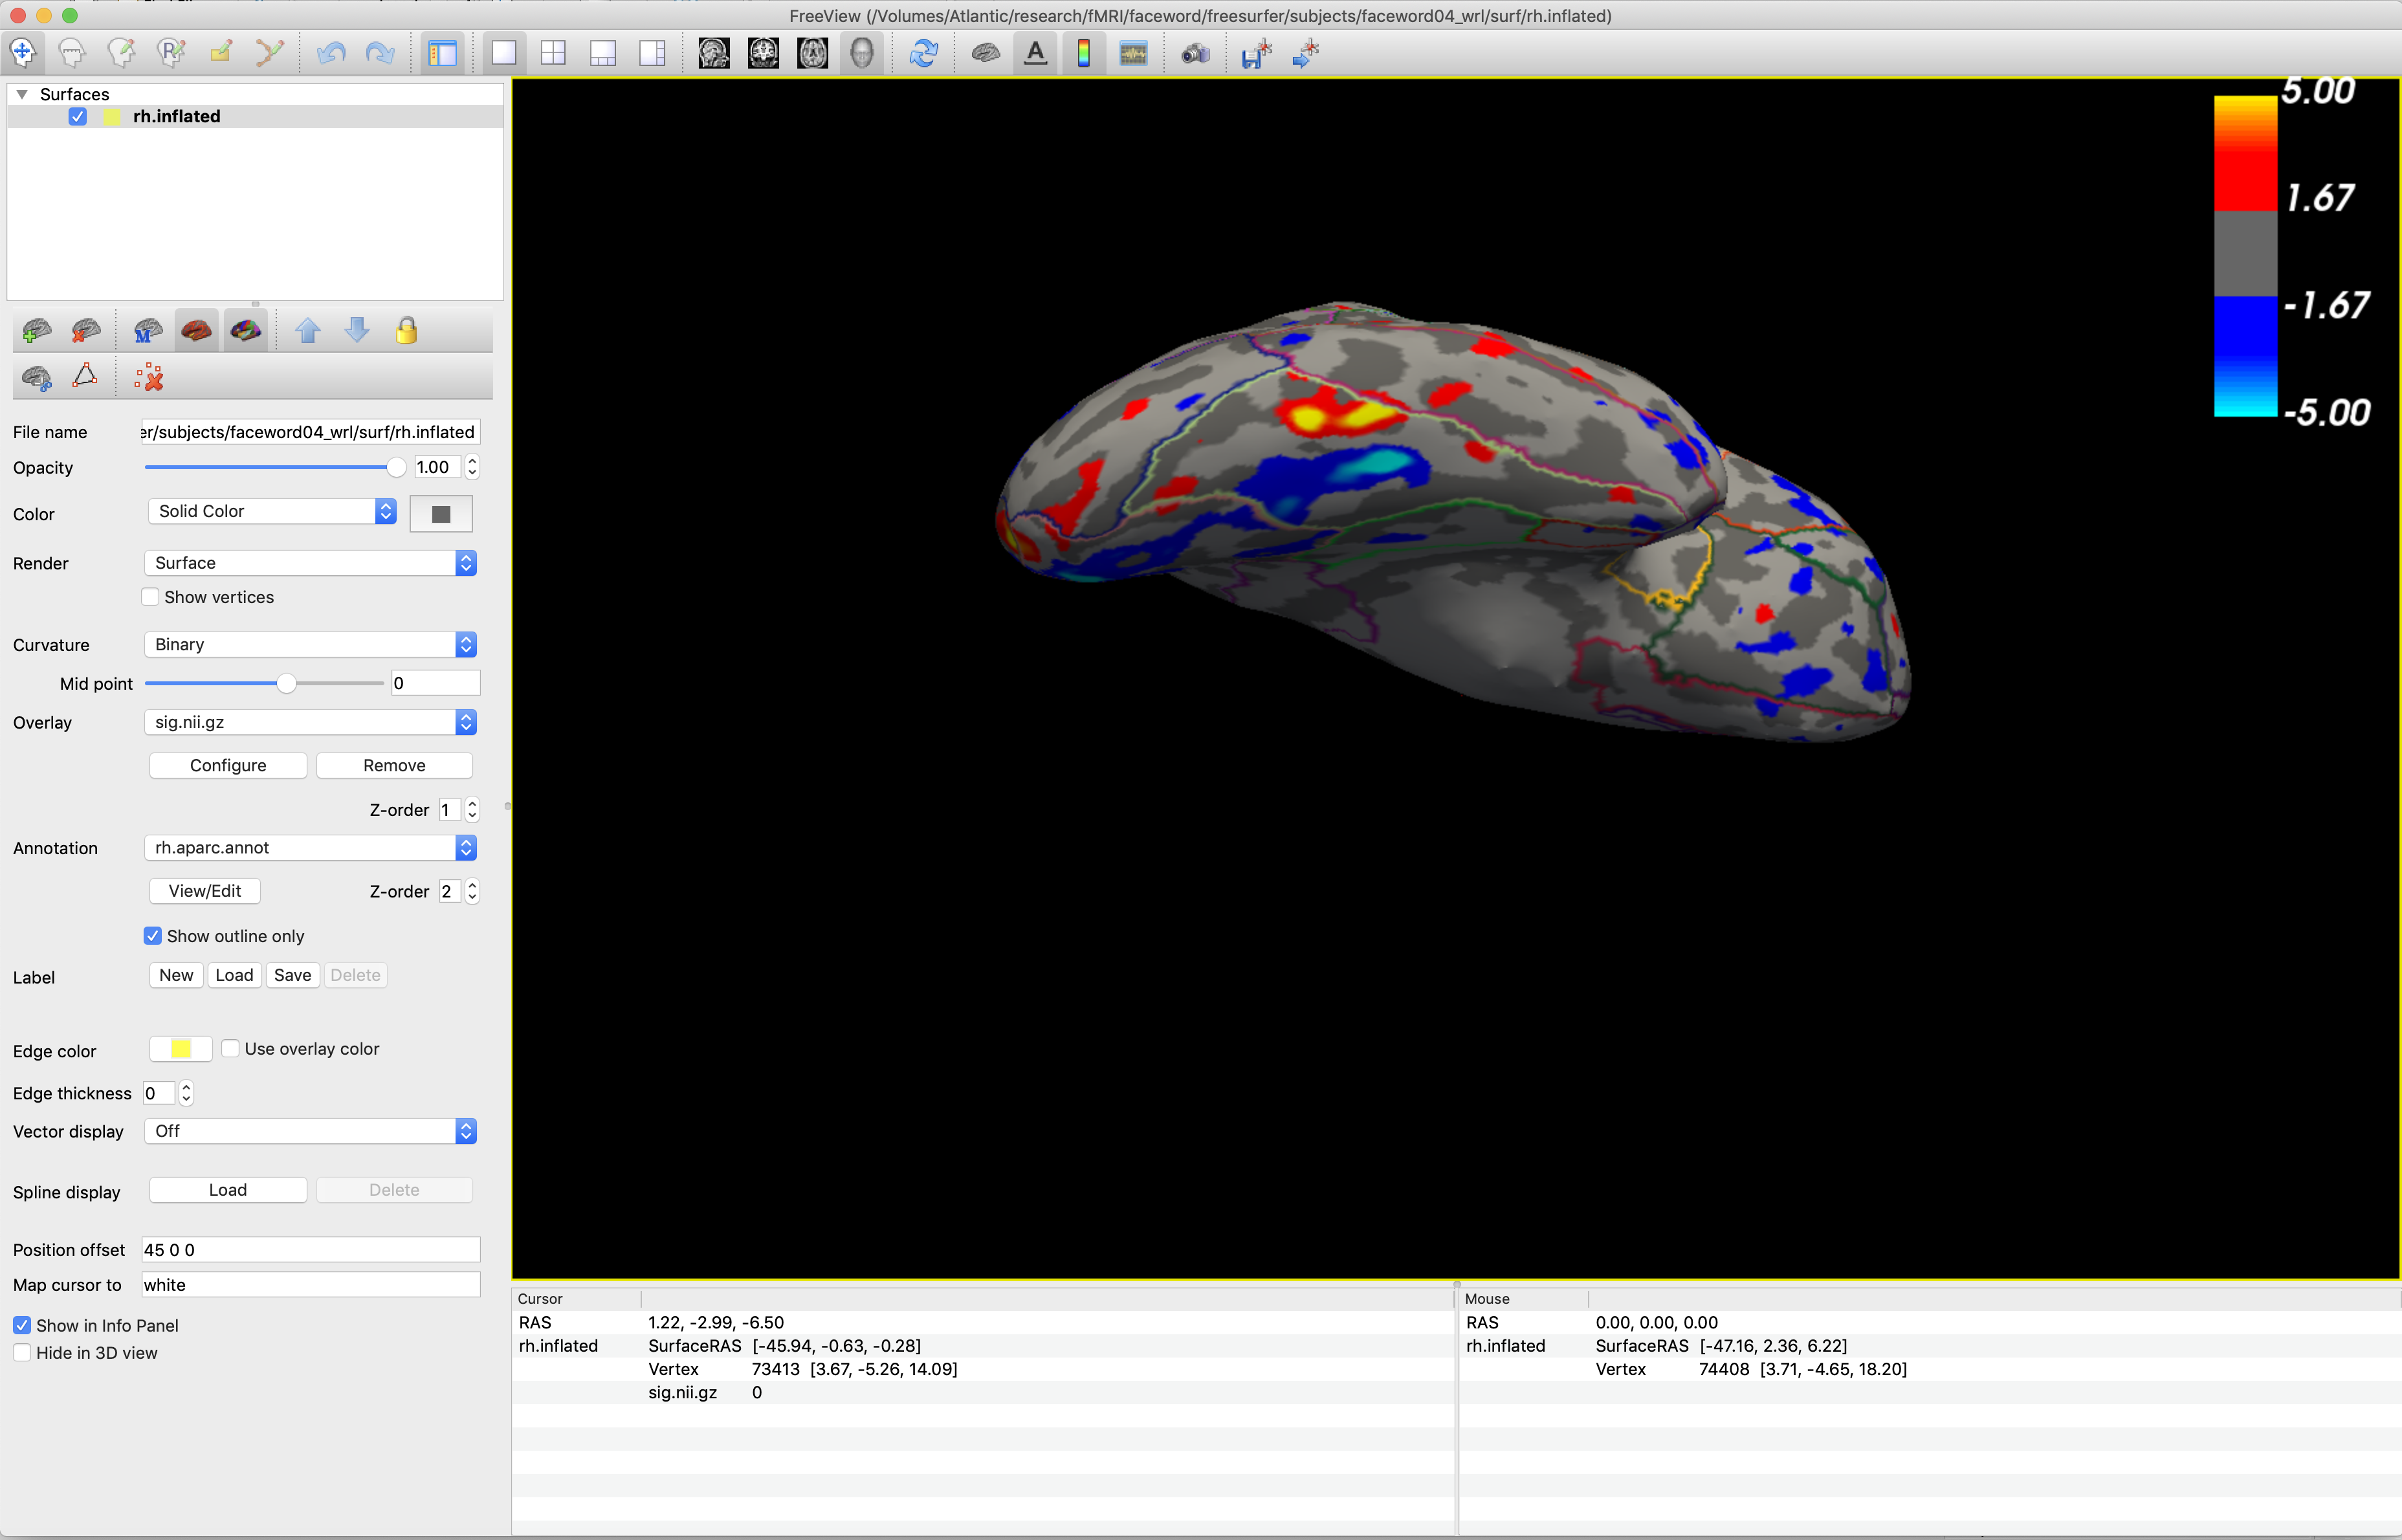 FreeView (/Volumes/Atlantic/research/fMRI/faceword/freesurfer/subjects/faceword04_wrl/surf/rh.inflated)
Surfaces
rh.inflated
File name er/subjects/faceword04_wrl/surf/rh.inflated
Opacity 1.00
Color Solid Color
Render Surface
Show vertices
Curvature Binary
Mid point 0
Overlay sig.nii.gz
Configure Remove
Z-order 1
Annotation rh.aparc.annot
View/Edit Z-order 2
Show outline only
Label New Load Save Delete
Edge color Use overlay color
Edge thickness 0
Vector display Off
Spline display Load Delete
Position offset 45 0 0
Map cursor to white
Show in Info Panel
Hide in 3D view
5.00
1.67
-1.67
-5.00
Cursor
RAS 1.22, -2.99, -6.50
rh.inflated SurfaceRAS [-45.94, -0.63, -0.28]
Vertex 73413 [3.67, -5.26, 14.09]
sig.nii.gz 0
Mouse
RAS 0.00, 0.00, 0.00
rh.inflated SurfaceRAS [-47.16, 2.36, 6.22]
Vertex 74408 [3.71, -4.65, 18.20]